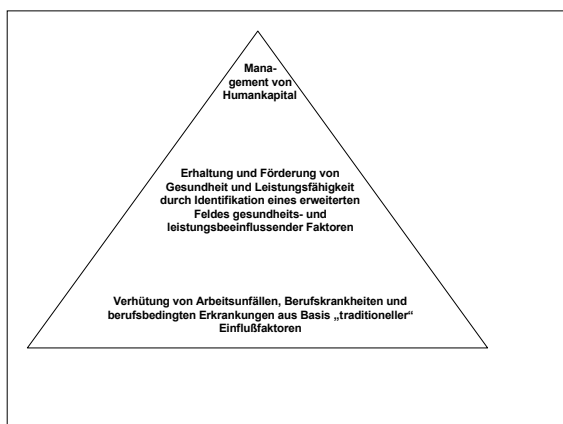 Mana-
gement von
Humankapital
Erhaltung und Förderung von
Gesundheit und Leistungsfähigkeit
durch Identifikation eines erweiterten
Feldes gesundheits- und
leistungsbeeinflussender Faktoren
Verhütung von Arbeitsunfällen, Berufskrankheiten und
berufsbedingten Erkrankungen aus Basis „traditioneller“
Einflußfaktoren